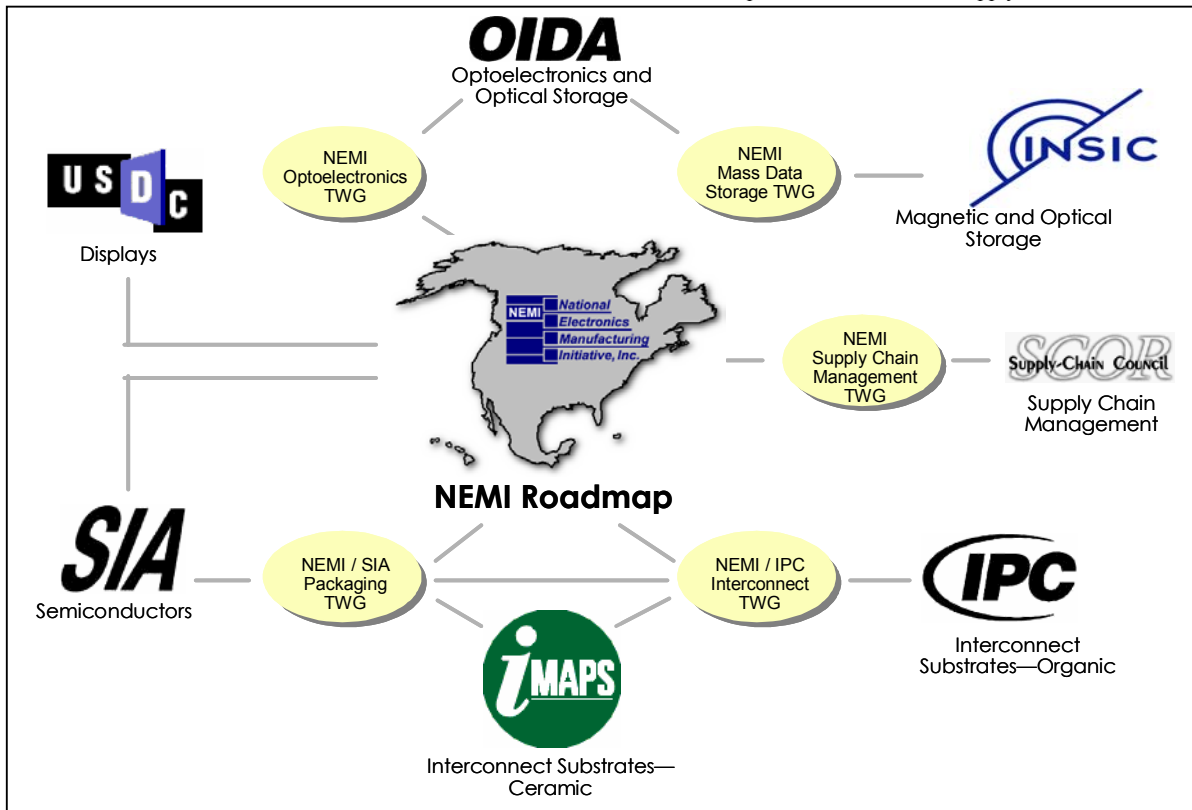 OIDA
Optoelectronics and
Optical Storage
USDC
Displays
NEMI
Optoelectronics
TWG
NEMI
Mass Data
Storage TWG
INSIC
Magnetic and Optical
Storage
NEMI
National
Electronics
Manufacturing
Initiative, Inc.
NEMI
Supply Chain
Management
TWG
SCOR
Supply-Chain Council
Supply Chain
Management
NEMI Roadmap
SIA
Semiconductors
NEMI / SIA
Packaging
TWG
NEMI / IPC
Interconnect
TWG
IPC
Interconnect
Substrates—Organic
iMAPS
Interconnect Substrates—
Ceramic